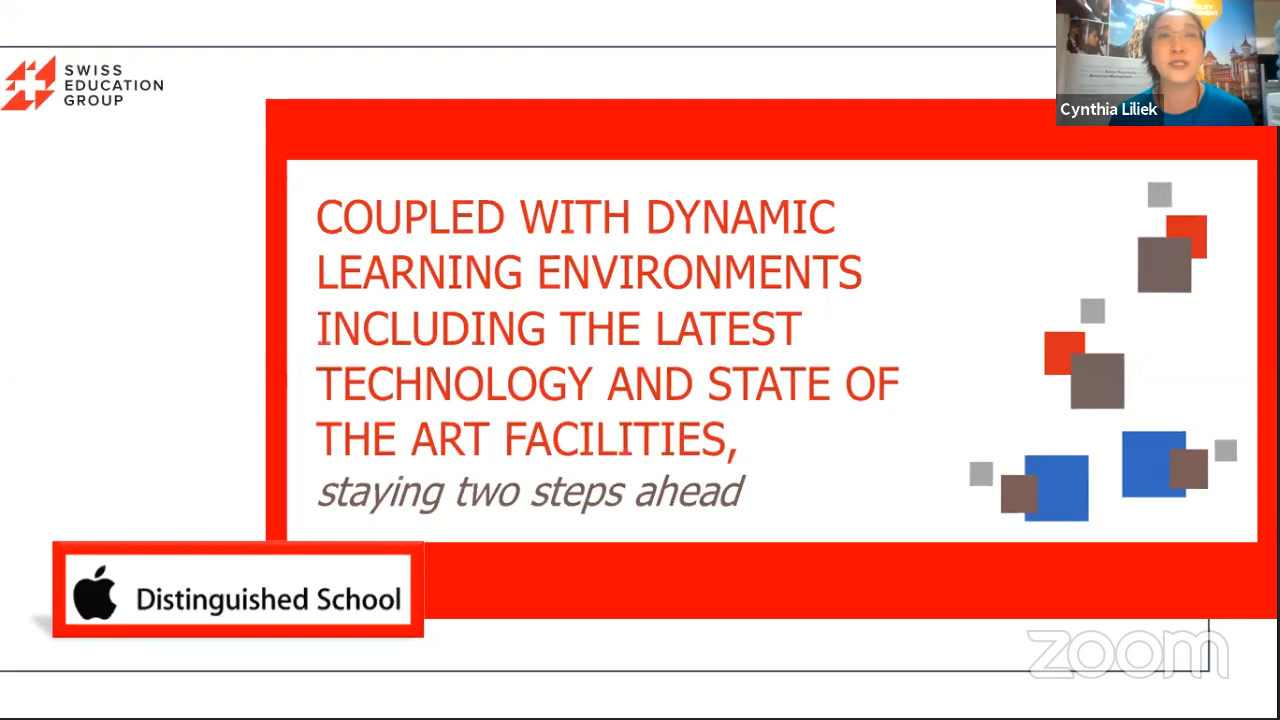 SWISS
EDUCATION
GROUP
Cynthia Liliek
COUPLED WITH DYNAMIC
LEARNING ENVIRONMENTS
INCLUDING THE LATEST
TECHNOLOGY AND STATE OF
THE ART FACILITIES,
staying two steps ahead
Distinguished School
zoom